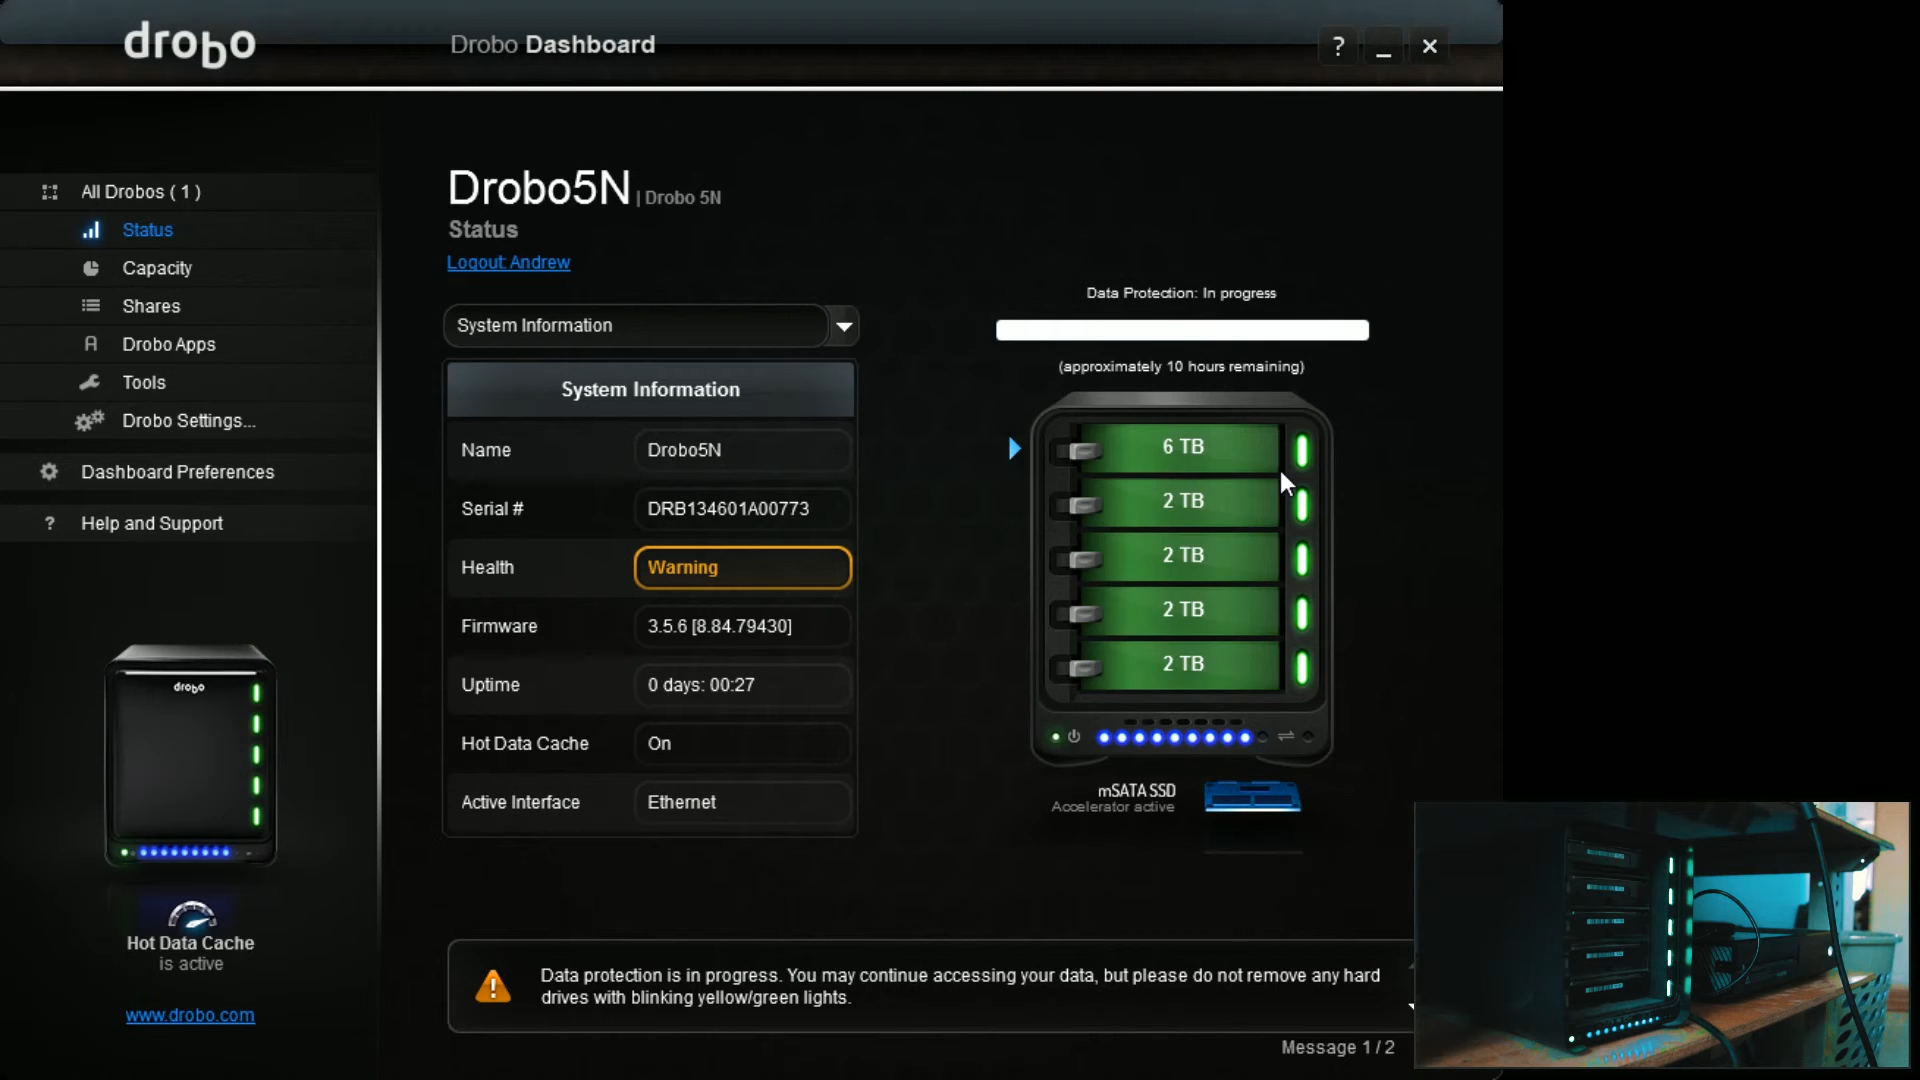 drobo
Drobo Dashboard
?
All Drobos ( 1 )
Status
Capacity
Shares
Drobo Apps
Tools
Drobo Settings...
Dashboard Preferences
? Help and Support
drobo
Hot Data Cache
is active
www.drobo.com
Drobo5N | Drobo 5N
Status
Logout: Andrew
System Information
System Information
Name Drobo5N
Serial # DRB134601A00773
Health Warning
Firmware 3.5.6 [8.84.79430]
Uptime 0 days: 00:27
Hot Data Cache On
Active Interface Ethernet
Data Protection: In progress
(approximately 10 hours remaining)
6 TB
2 TB
2 TB
2 TB
2 TB
mSATA SSD
Accelerator active
Data protection is in progress. You may continue accessing your data, but please do not remove any hard
drives with blinking yellow/green lights.
Message 1 / 2